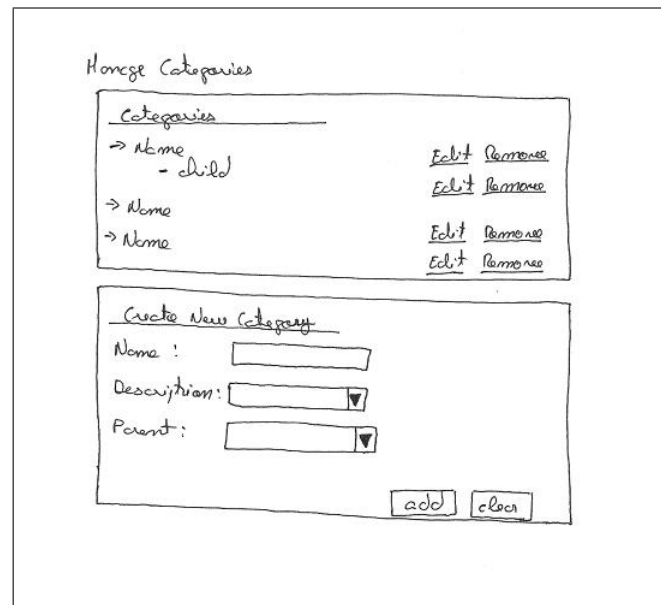 Manage Categories
Categories
→ Name Edit Remove
- child Edit Remove
→ Name Edit Remove
→ Name Edit Remove
Create New Category
Name :
Description:
Parent :
add clear